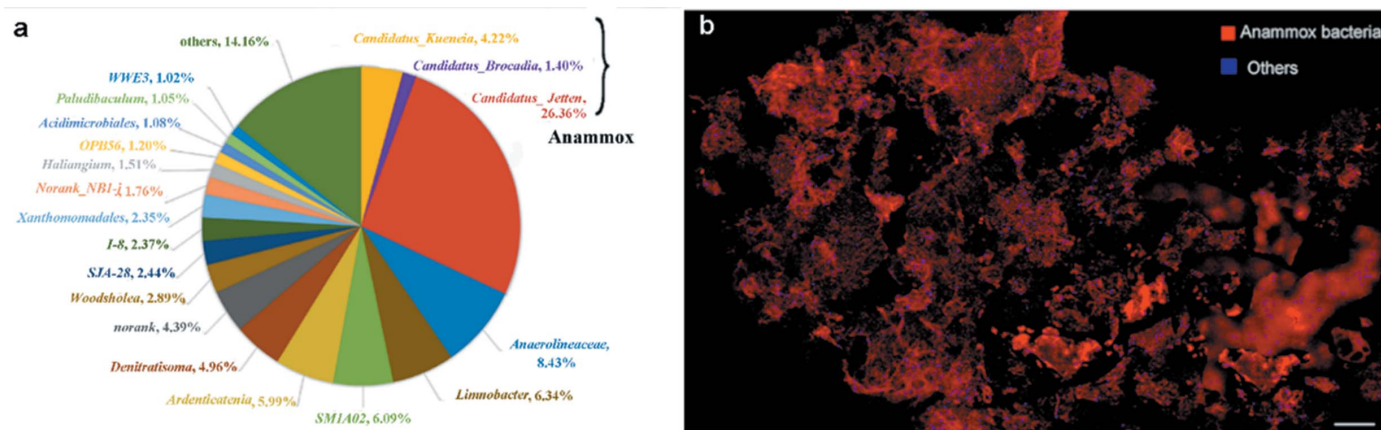 a
others, 14.16%
Candidatus_Kueneia, 4.22%
Candidatus_Brocadia, 1.40%
Candidatus_ Jetten,
26.36%
Anammox
WWE3, 1.02%
Paludibaculum, 1.05%
Acidimicrobiales, 1.08%
OPB56, 1.20%
Haliangium, 1.51%
Norank_NB1-j, 1.76%
Xanthomomadales, 2.35%
I-8, 2.37%
SJA-28, 2.44%
Woodsholea, 2.89%
norank, 4.39%
Denitratisoma, 4.96%
Ardenticatenia, 5.99%
SM1A02, 6.09%
Limnobacter, 6.34%
Anaerolineaceae,
8.43%
b
Anammox bacteria
Others